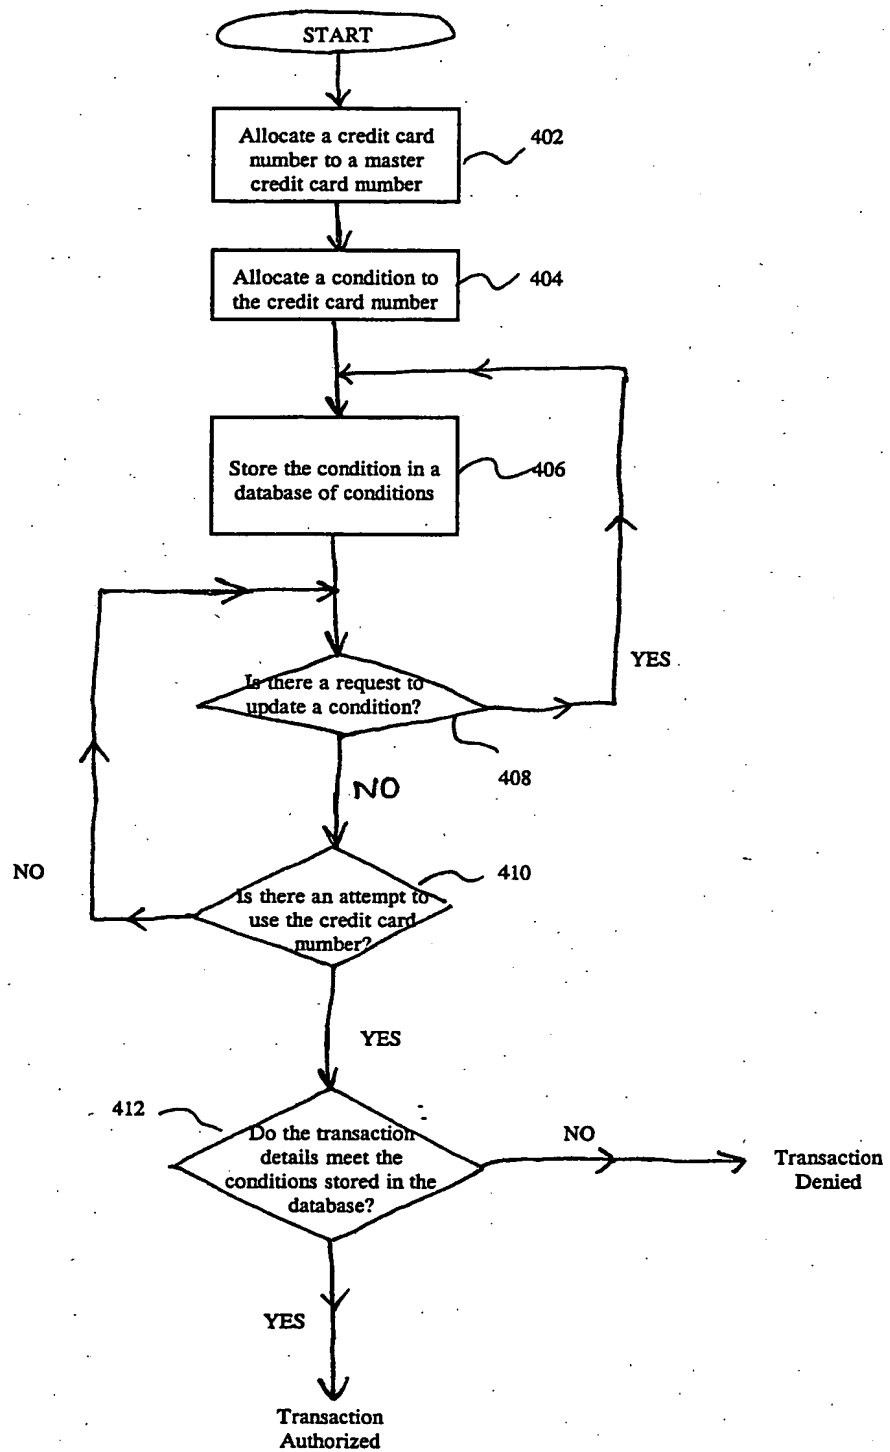 START
Allocate a credit card
number to a master
credit card number
402
Allocate a condition to
the credit card number
404
Store the condition in a
database of conditions
406
Is there a request to
update a condition?
YES
408
NO
Is there an attempt to
use the credit card
number?
410
NO
YES
412
Do the transaction
details meet the
conditions stored in the
database?
NO
Transaction
Denied
YES
Transaction
Authorized